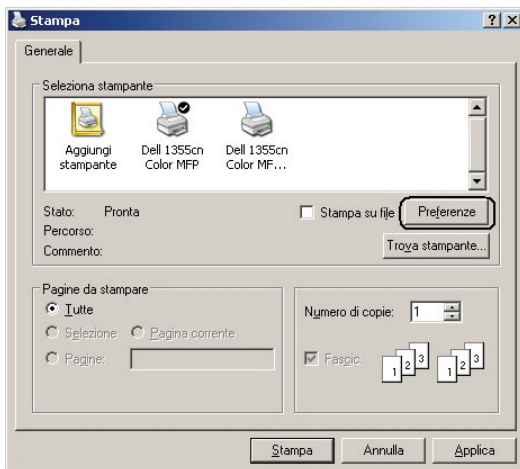 Stampa
Generale
Seleziona stampante
Aggiungi stampante
Dell 1355cn Color MFP
Dell 1355cn Color MF...
Stato: Pronta
Stampa su file
Preferenze
Percorso:
Commento:
Trova stampante...
Pagine da stampare
Tutte
Selezione
Pagina corrente
Pagine:
Numero di copie: 1
Fascic.
1 2 3
1 2 3
Stampa
Annulla
Applica